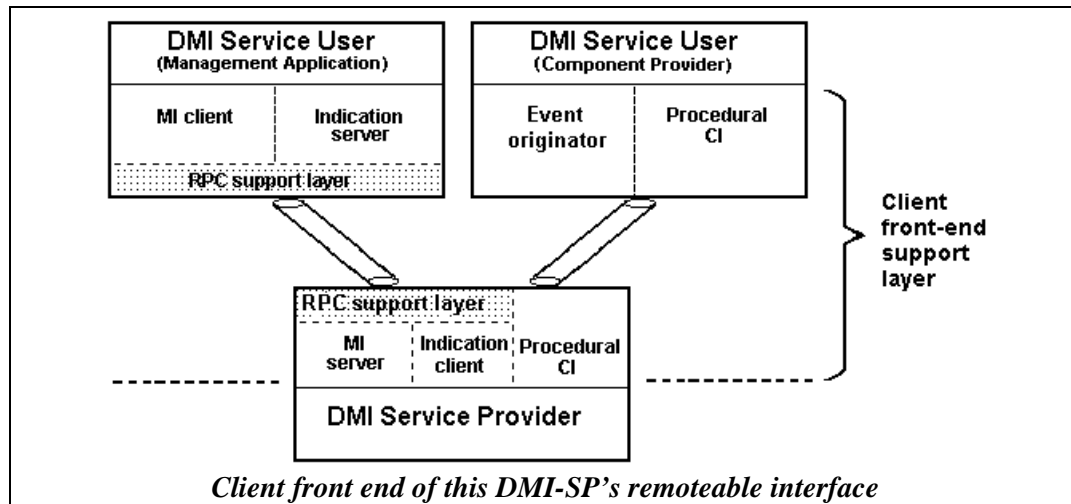 DMI Service User
(Management Application)
MI client
Indication
server
RPC support layer
DMI Service User
(Component Provider)
Event
originator
Procedural
CI
Client
front-end
support
layer
RPC support layer
MI
server
Indication
client
Procedural
CI
DMI Service Provider
Client front end of this DMI-SP's remoteable interface